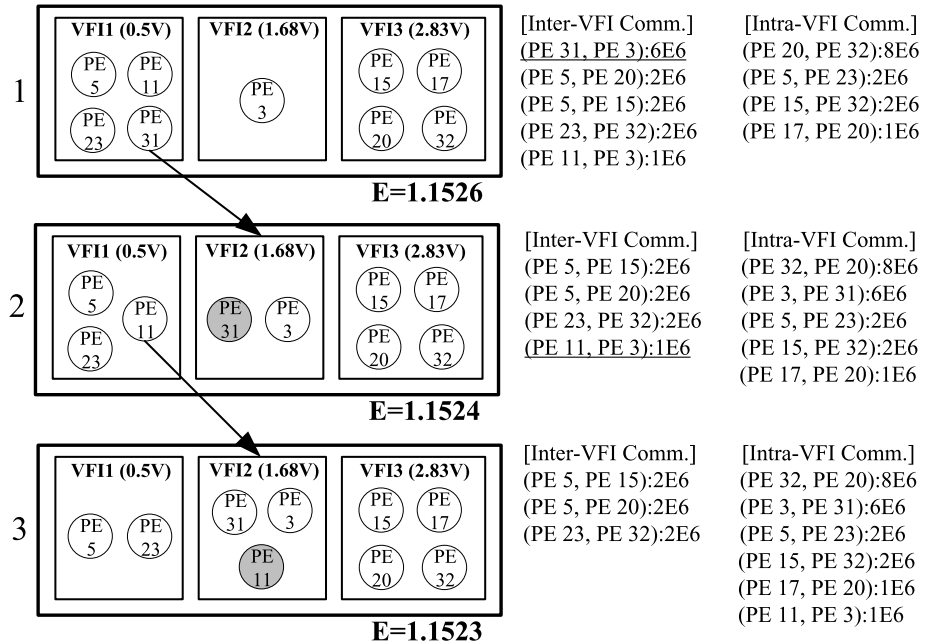 1
VFI1 (0.5V) VFI2 (1.68V) VFI3 (2.83V)
PE 5 PE 11 PE 23 PE 31
PE 3
PE 15 PE 17 PE 20 PE 32
E=1.1526
[Inter-VFI Comm.]
(PE 31, PE 3):6E6
(PE 5, PE 20):2E6
(PE 5, PE 15):2E6
(PE 23, PE 32):2E6
(PE 11, PE 3):1E6
[Intra-VFI Comm.]
(PE 20, PE 32):8E6
(PE 5, PE 23):2E6
(PE 15, PE 32):2E6
(PE 17, PE 20):1E6
2
VFI1 (0.5V) VFI2 (1.68V) VFI3 (2.83V)
PE 5 PE 11 PE 23
PE 31 PE 3
PE 15 PE 17 PE 20 PE 32
E=1.1524
[Inter-VFI Comm.]
(PE 5, PE 15):2E6
(PE 5, PE 20):2E6
(PE 23, PE 32):2E6
(PE 11, PE 3):1E6
[Intra-VFI Comm.]
(PE 32, PE 20):8E6
(PE 3, PE 31):6E6
(PE 5, PE 23):2E6
(PE 15, PE 32):2E6
(PE 17, PE 20):1E6
3
VFI1 (0.5V) VFI2 (1.68V) VFI3 (2.83V)
PE 5 PE 23
PE 31 PE 3 PE 11
PE 15 PE 17 PE 20 PE 32
E=1.1523
[Inter-VFI Comm.]
(PE 5, PE 15):2E6
(PE 5, PE 20):2E6
(PE 23, PE 32):2E6
[Intra-VFI Comm.]
(PE 32, PE 20):8E6
(PE 3, PE 31):6E6
(PE 5, PE 23):2E6
(PE 15, PE 32):2E6
(PE 17, PE 20):1E6
(PE 11, PE 3):1E6